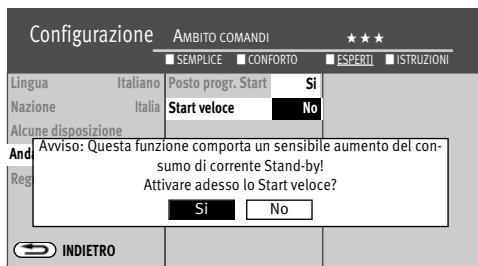 Configurazione AMBITO COMANDI ★★★
SEMPLICE CONFORTO ESPERTI ISTRUZIONI
Lingua Italiano Posto progr. Start Si
Nazione Italia Start veloce No
Alcune disposizione
Anda
Avviso: Questa funzione comporta un sensibile aumento del con-
sumo di corrente Stand-by!
Reg
Attivare adesso lo Start veloce?
Si No
INDIETRO